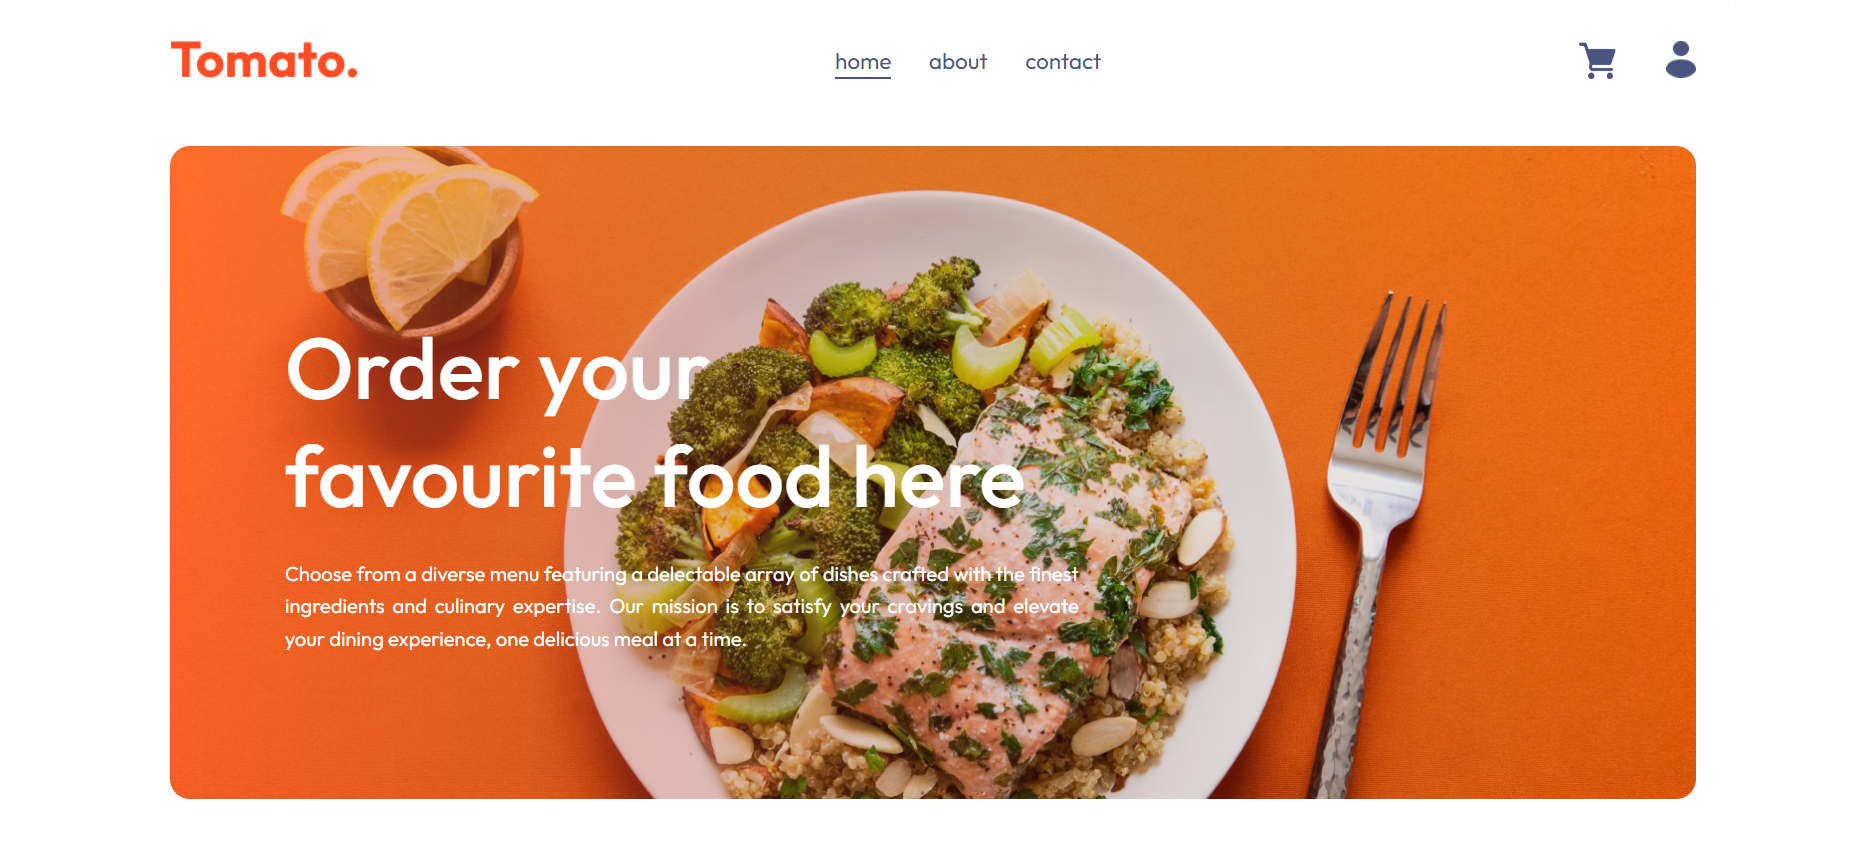 Tomato.
home about contact
Order your
favourite food here
Choose from a diverse menu featuring a delectable array of dishes crafted with the finest
ingredients and culinary expertise. Our mission is to satisfy your cravings and elevate
your dining experience, one delicious meal at a time.